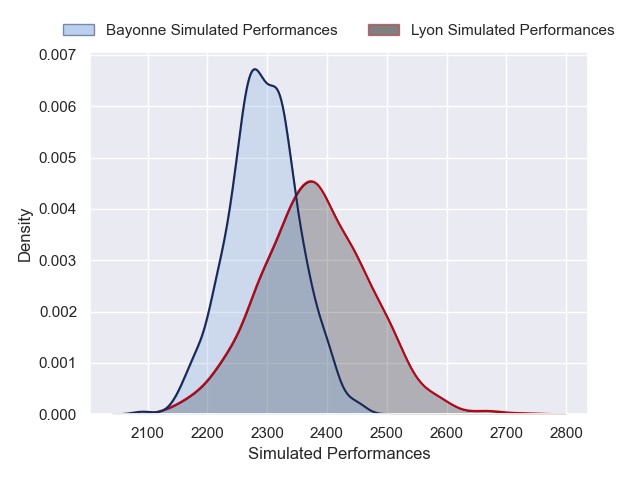 Bayonne Simulated Performances Lyon Simulated Performances
0.007
0.006
0.005
0.004
0.003
0.002
0.001
0.000
Density
2100 2200 2300 2400 2500 2600 2700 2800
Simulated Performances